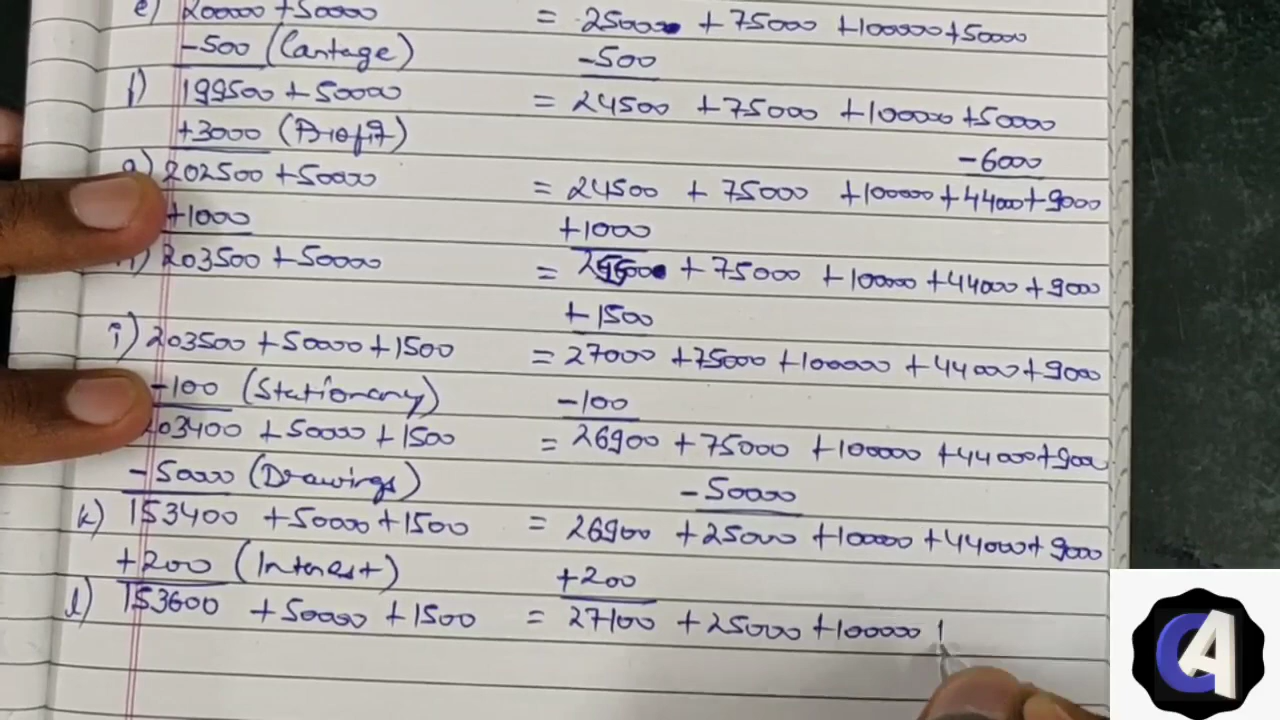 e) 200000 + 50000 = 25000 + 75000 + 100000 + 50000
-500 (Cartage) -500
f) 199500 + 50000 = 24500 + 75000 + 100000 + 50000
+3000 (Profit) -6000
g) 202500 + 50000 = 24500 + 75000 + 100000 + 44000 + 9000
+1000 +1000
203500 + 50000 = + 75000 + 100000 + 44000 + 9000
+1500
i) 203500 + 50000 + 1500 = 27000 + 75000 + 100000 + 44000 + 9000
-100 (Stationary) -100
203400 + 50000 + 1500 = 26900 + 75000 + 100000 + 44000 + 9000
-50000 (Drawings) -50000
k) 153400 + 50000 + 1500 = 26900 + 25000 + 100000 + 44000 + 9000
+200 (Interest) +200
l) 153600 + 50000 + 1500 = 27100 + 25000 + 100000
CA